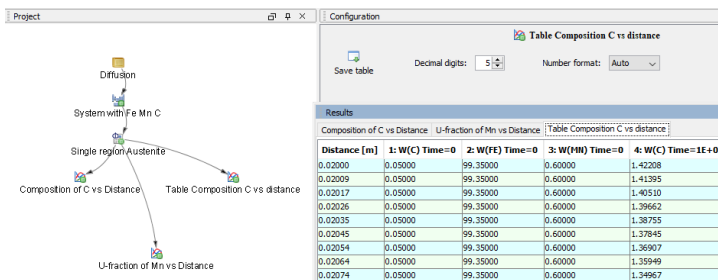 Project
Configuration
Table Composition C vs distance
Save table
Decimal digits: 5
Number format: Auto
Diffusion
System with Fe Mn C
Single region Austenite
Composition of C vs Distance
Table Composition C vs distance
U-fraction of Mn vs Distance
Results
Composition of C vs Distance U-fraction of Mn vs Distance Table Composition C vs distance
Distance [m] 1: W(C) Time=0 2: W(FE) Time=0 3: W(MN) Time=0 4: W(C) Time=1E+0
0.02000 0.05000 99.35000 0.60000 1.42208
0.02009 0.05000 99.35000 0.60000 1.41395
0.02017 0.05000 99.35000 0.60000 1.40510
0.02026 0.05000 99.35000 0.60000 1.39662
0.02035 0.05000 99.35000 0.60000 1.38755
0.02045 0.05000 99.35000 0.60000 1.37845
0.02054 0.05000 99.35000 0.60000 1.36907
0.02064 0.05000 99.35000 0.60000 1.35949
0.02074 0.05000 99.35000 0.60000 1.34967